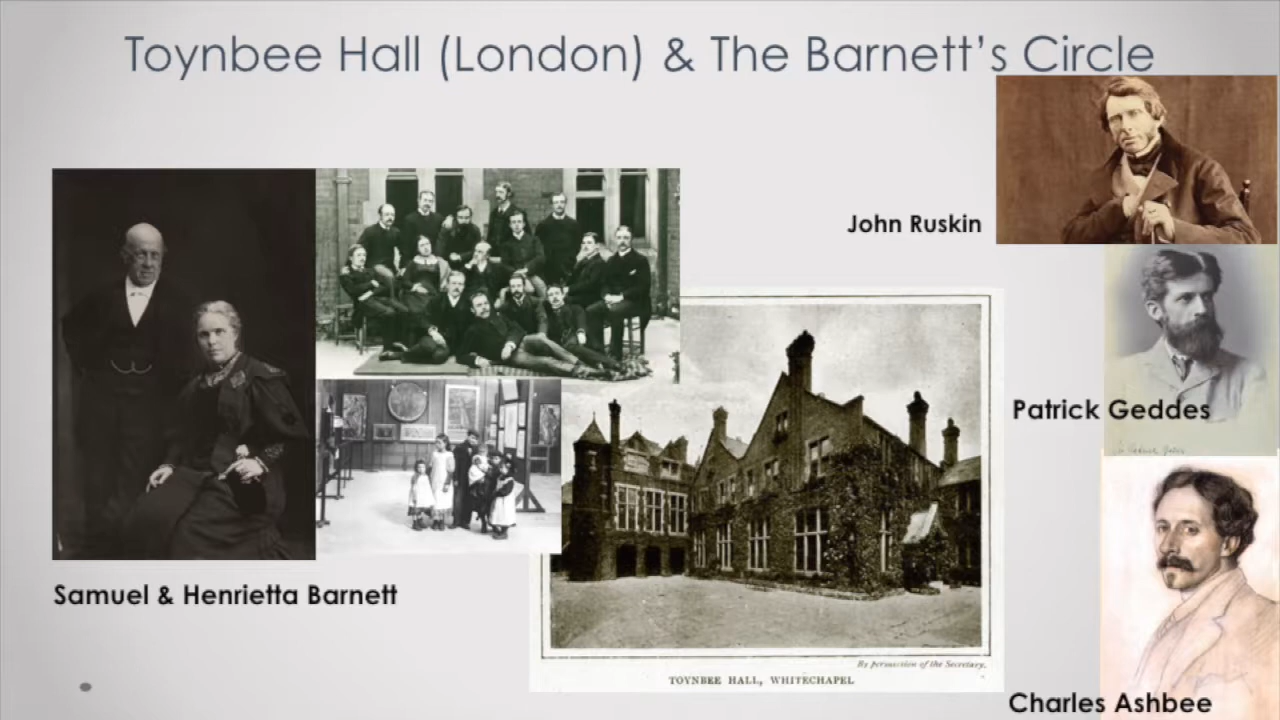 Toynbee Hall (London) & The Barnett's Circle
John Ruskin
Patrick Geddes
Samuel & Henrietta Barnett
By permission of the Secretary.
TOYNBEE HALL, WHITECHAPEL
Charles Ashbee